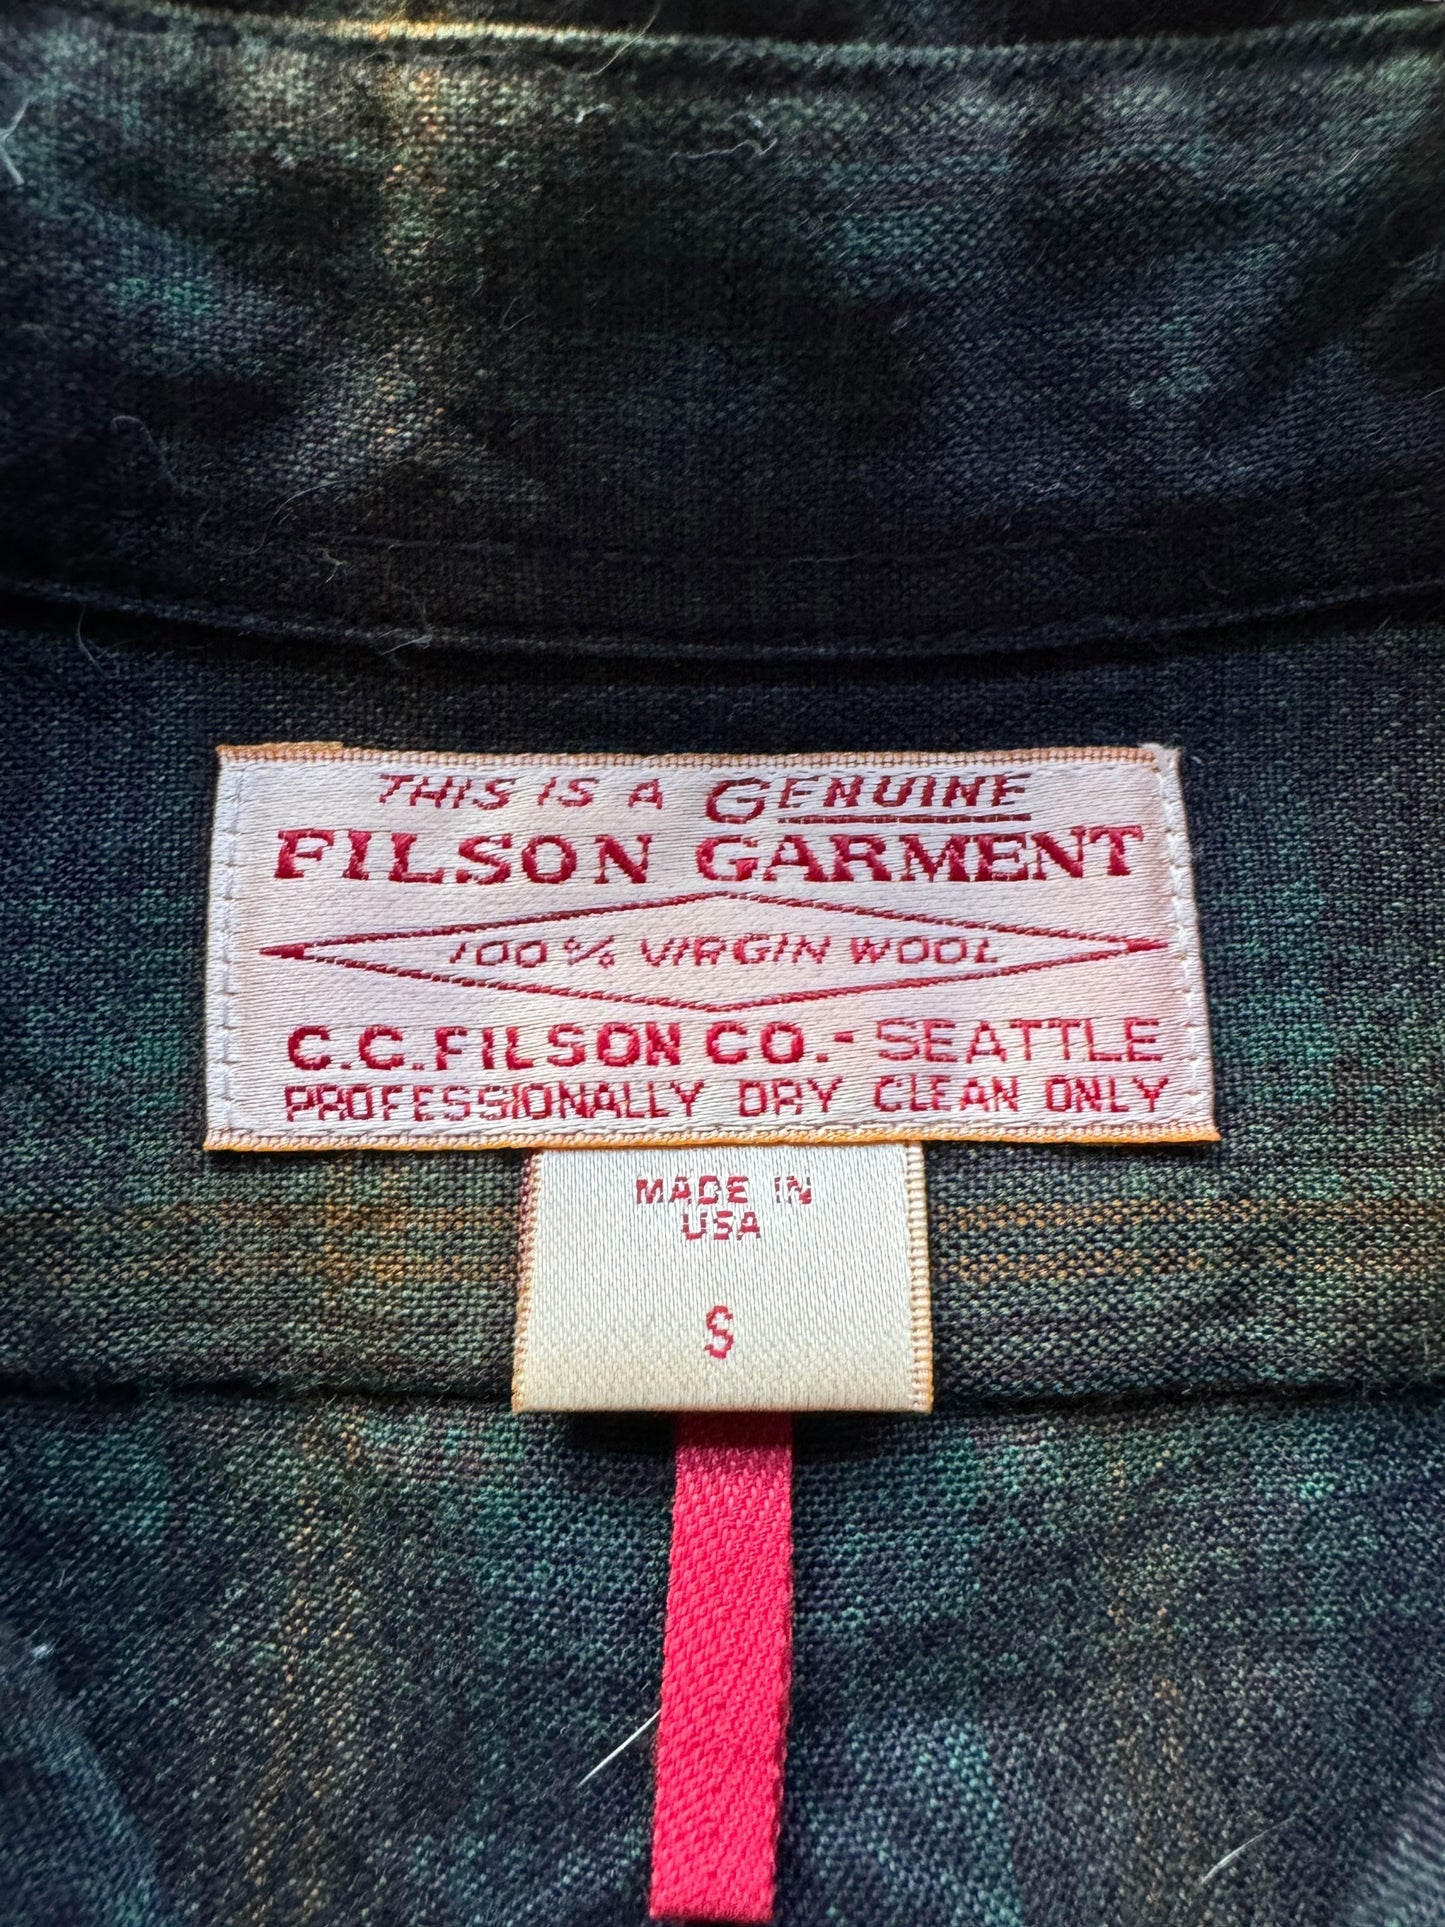 THIS IS A GENUINE
FILSON GARMENT
100% VIRGIN WOOL
C.C. FILSON CO. - SEATTLE
PROFESSIONALLY DRY CLEAN ONLY
MADE IN
USA
S